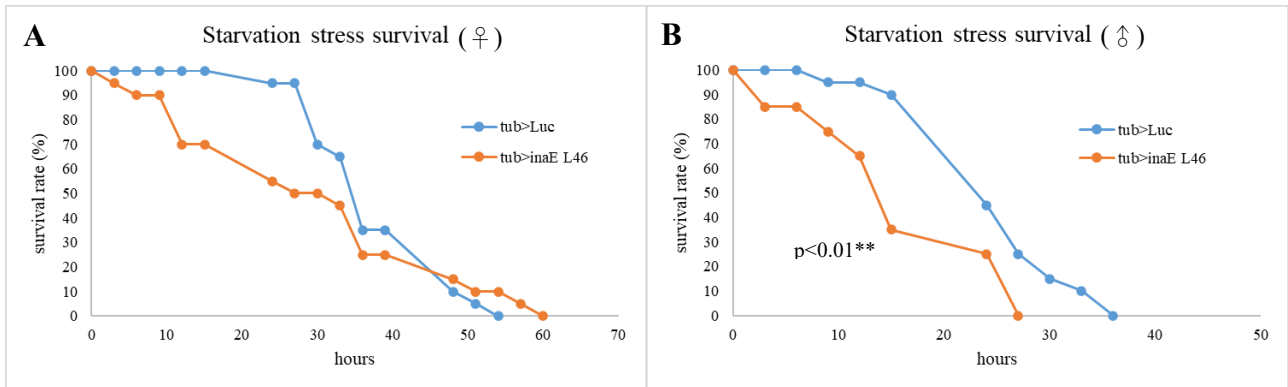 A
Starvation stress survival (♀)
100
90
80
70
60
50
40
30
20
10
0
survival rate (%)
tub>Luc
tub>inaE L46
0 10 20 30 40 50 60 70
hours
B
Starvation stress survival (♂)
100
90
80
70
60
50
40
30
20
10
0
survival rate (%)
tub>Luc
tub>inaE L46
p<0.01**
0 10 20 30 40 50
hours